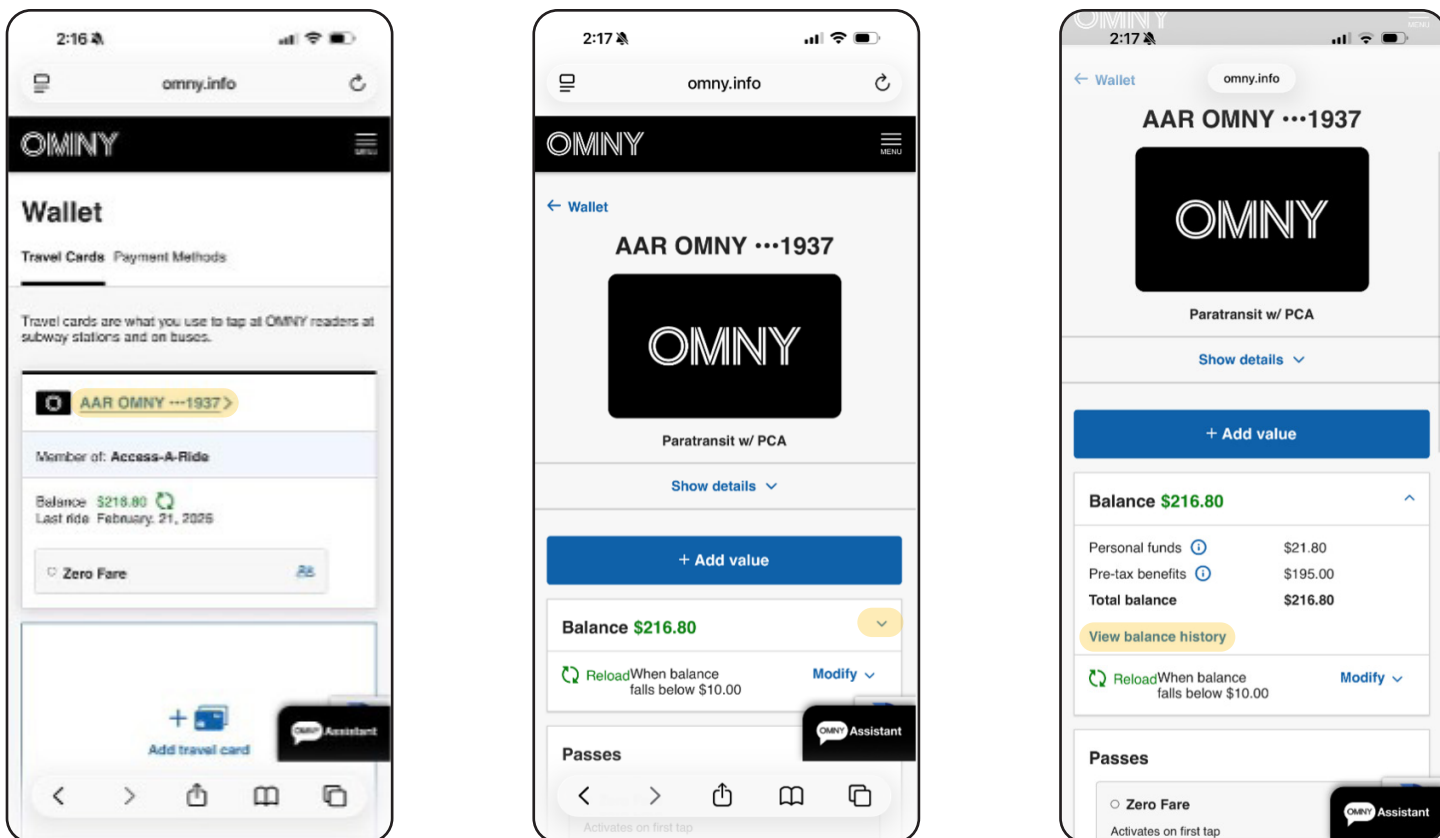 2:16
omny.info
OMNY
MENU
Wallet
Travel Cards Payment Methods
Travel cards are what you use to tap at OMNY readers at
subway stations and on buses.
AAR OMNY ···1937
Member of: Access-A-Ride
Balance $216.80
Last ride February, 21, 2026
Zero Fare
Add travel card
OMNY Assistant
2:17
omny.info
OMNY
MENU
Wallet
AAR OMNY ···1937
OMNY
Paratransit w/ PCA
Show details
+ Add value
Balance $216.80
Reload When balance
falls below $10.00
Modify
OMNY Assistant
Passes
Activates on first tap
OMNY
MENU
2:17
Wallet
omny.info
AAR OMNY ···1937
OMNY
Paratransit w/ PCA
Show details
+ Add value
Balance $216.80
Personal funds $21.80
Pre-tax benefits $195.00
Total balance $216.80
View balance history
Reload When balance
falls below $10.00
Modify
Passes
Zero Fare
Activates on first tap
OMNY Assistant